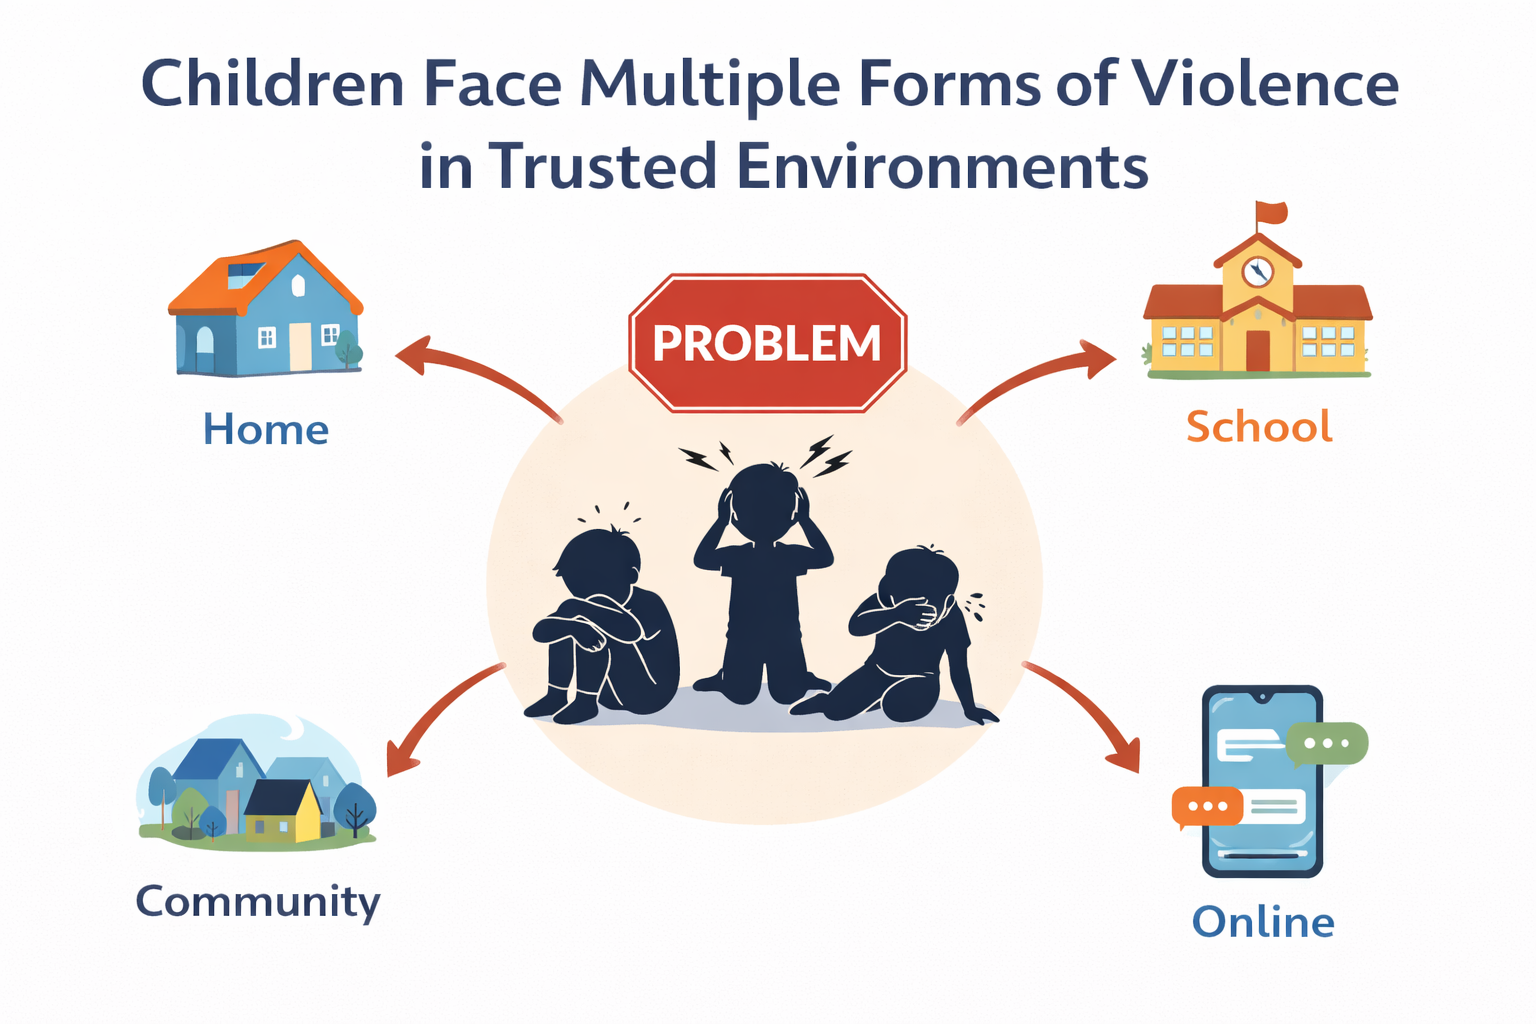 Children Face Multiple Forms of Violence
in Trusted Environments
PROBLEM
Home
School
Community
Online